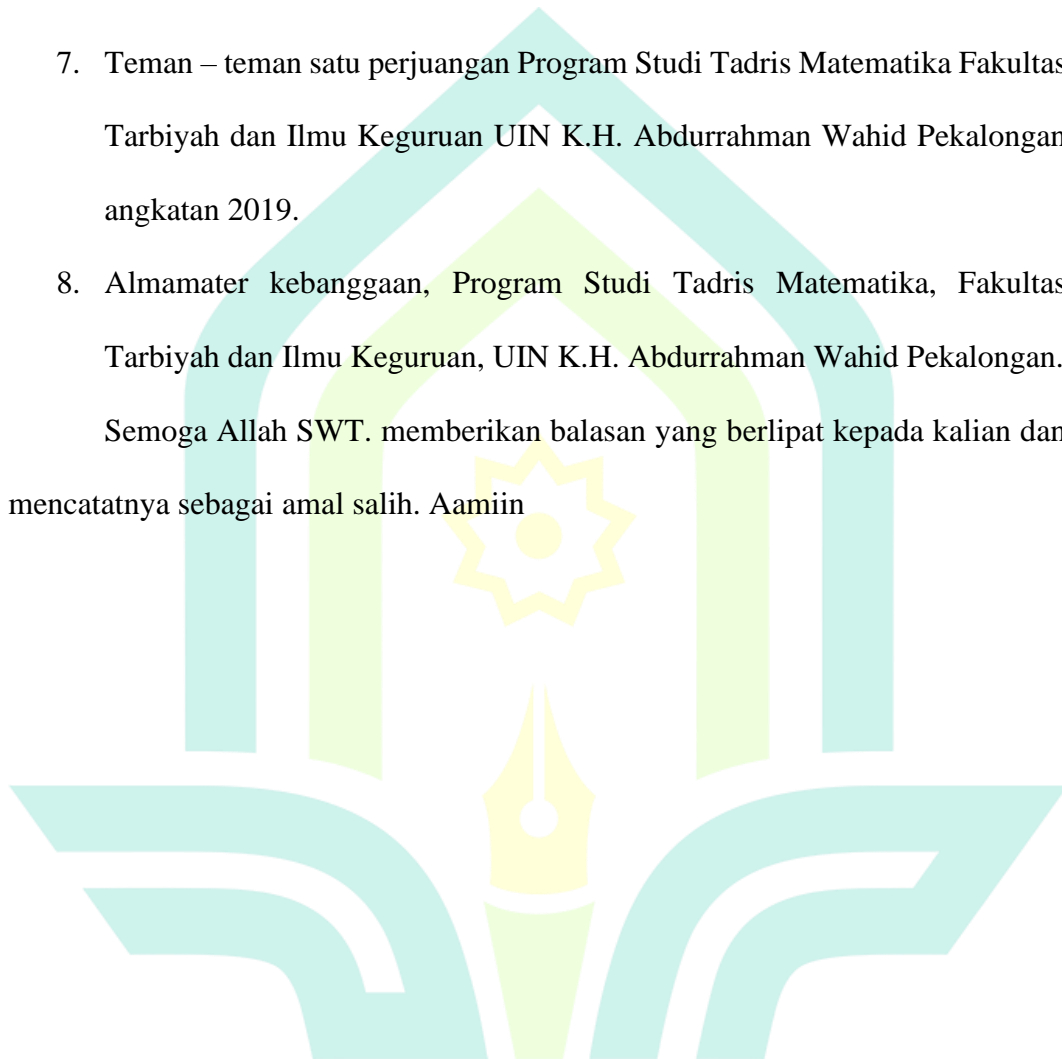 7. Teman – teman satu perjuangan Program Studi Tadris Matematika Fakultas
Tarbiyah dan Ilmu Keguruan UIN K.H. Abdurrahman Wahid Pekalongan
angkatan 2019.
8. Almamater kebanggaan, Program Studi Tadris Matematika, Fakultas
Tarbiyah dan Ilmu Keguruan, UIN K.H. Abdurrahman Wahid Pekalongan.
Semoga Allah SWT. memberikan balasan yang berlipat kepada kalian dan
mencatatnya sebagai amal salih. Aamiin